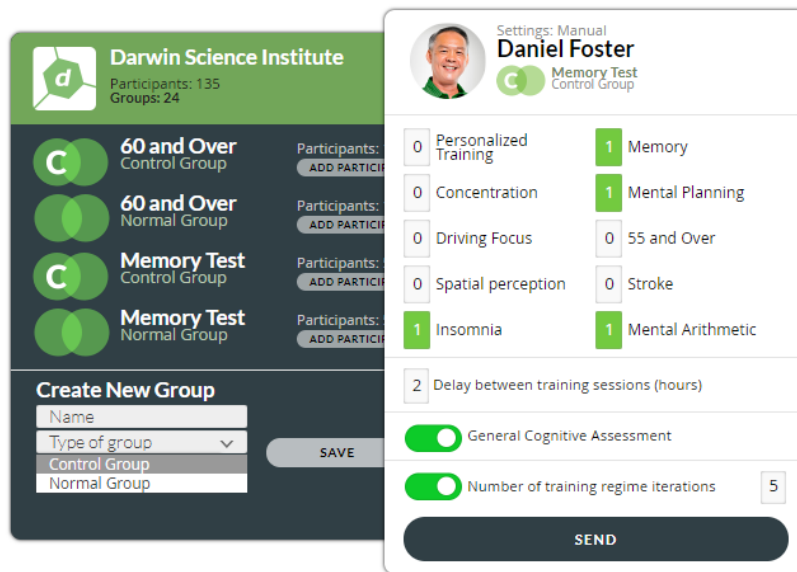 d
Darwin Science Institute
Participants: 135
Groups: 24
C
60 and Over
Control Group
Participants:
ADD
60 and Over
Normal Group
Participants:
ADD
C
Memory Test
Control Group
Participants:
ADD
Memory Test
Normal Group
Participants:
ADD
Create New Group
Name
Type of group
Control Group
Normal Group
SAVE
Settings: Manual
Daniel Foster
C
Memory Test
Control Group
0 Personalized
Training
1 Memory
0 Concentration
1 Mental Planning
0 Driving Focus
0 55 and Over
0 Spatial perception
0 Stroke
1 Insomnia
1 Mental Arithmetic
2 Delay between training sessions (hours)
General Cognitive Assessment
Number of training regime iterations 5
SEND